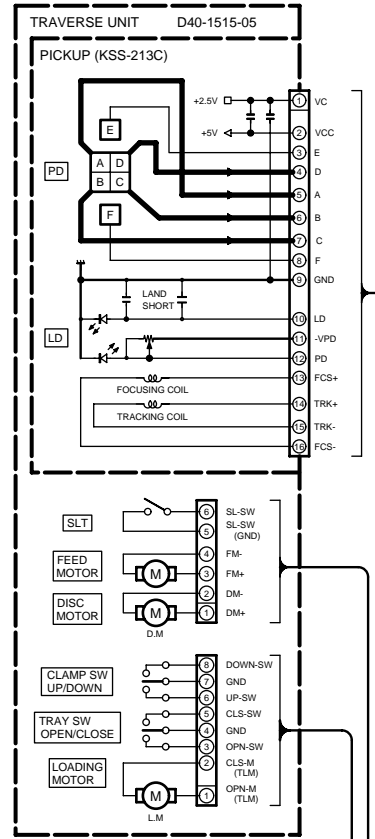 TRAVERSE UNIT D40-1515-05
PICKUP (KSS-213C)
+2.5V
1 VC
+5V
2 VCC
E
3 E
A D
4 D
PD
B C
5 A
6 B
F
7 C
8 F
9 GND
LAND
SHORT
10 LD
LD
11 -VPD
12 PD
13 FCS+
FOCUSING COIL
14 TRK+
TRACKING COIL
15 TRK-
16 FCS-
SLT
6 SL-SW
5 SL-SW
(GND)
FEED
MOTOR
4 FM-
M
3 FM+
DISC
MOTOR
2 DM-
M
1 DM+
D.M
CLAMP SW
UP/DOWN
8 DOWN-SW
7 GND
6 UP-SW
TRAY SW
OPEN/CLOSE
5 CLS-SW
4 GND
3 OPN-SW
LOADING
MOTOR
2 CLS-M
(TLM)
M
1 OPN-M
(TLM)
L.M